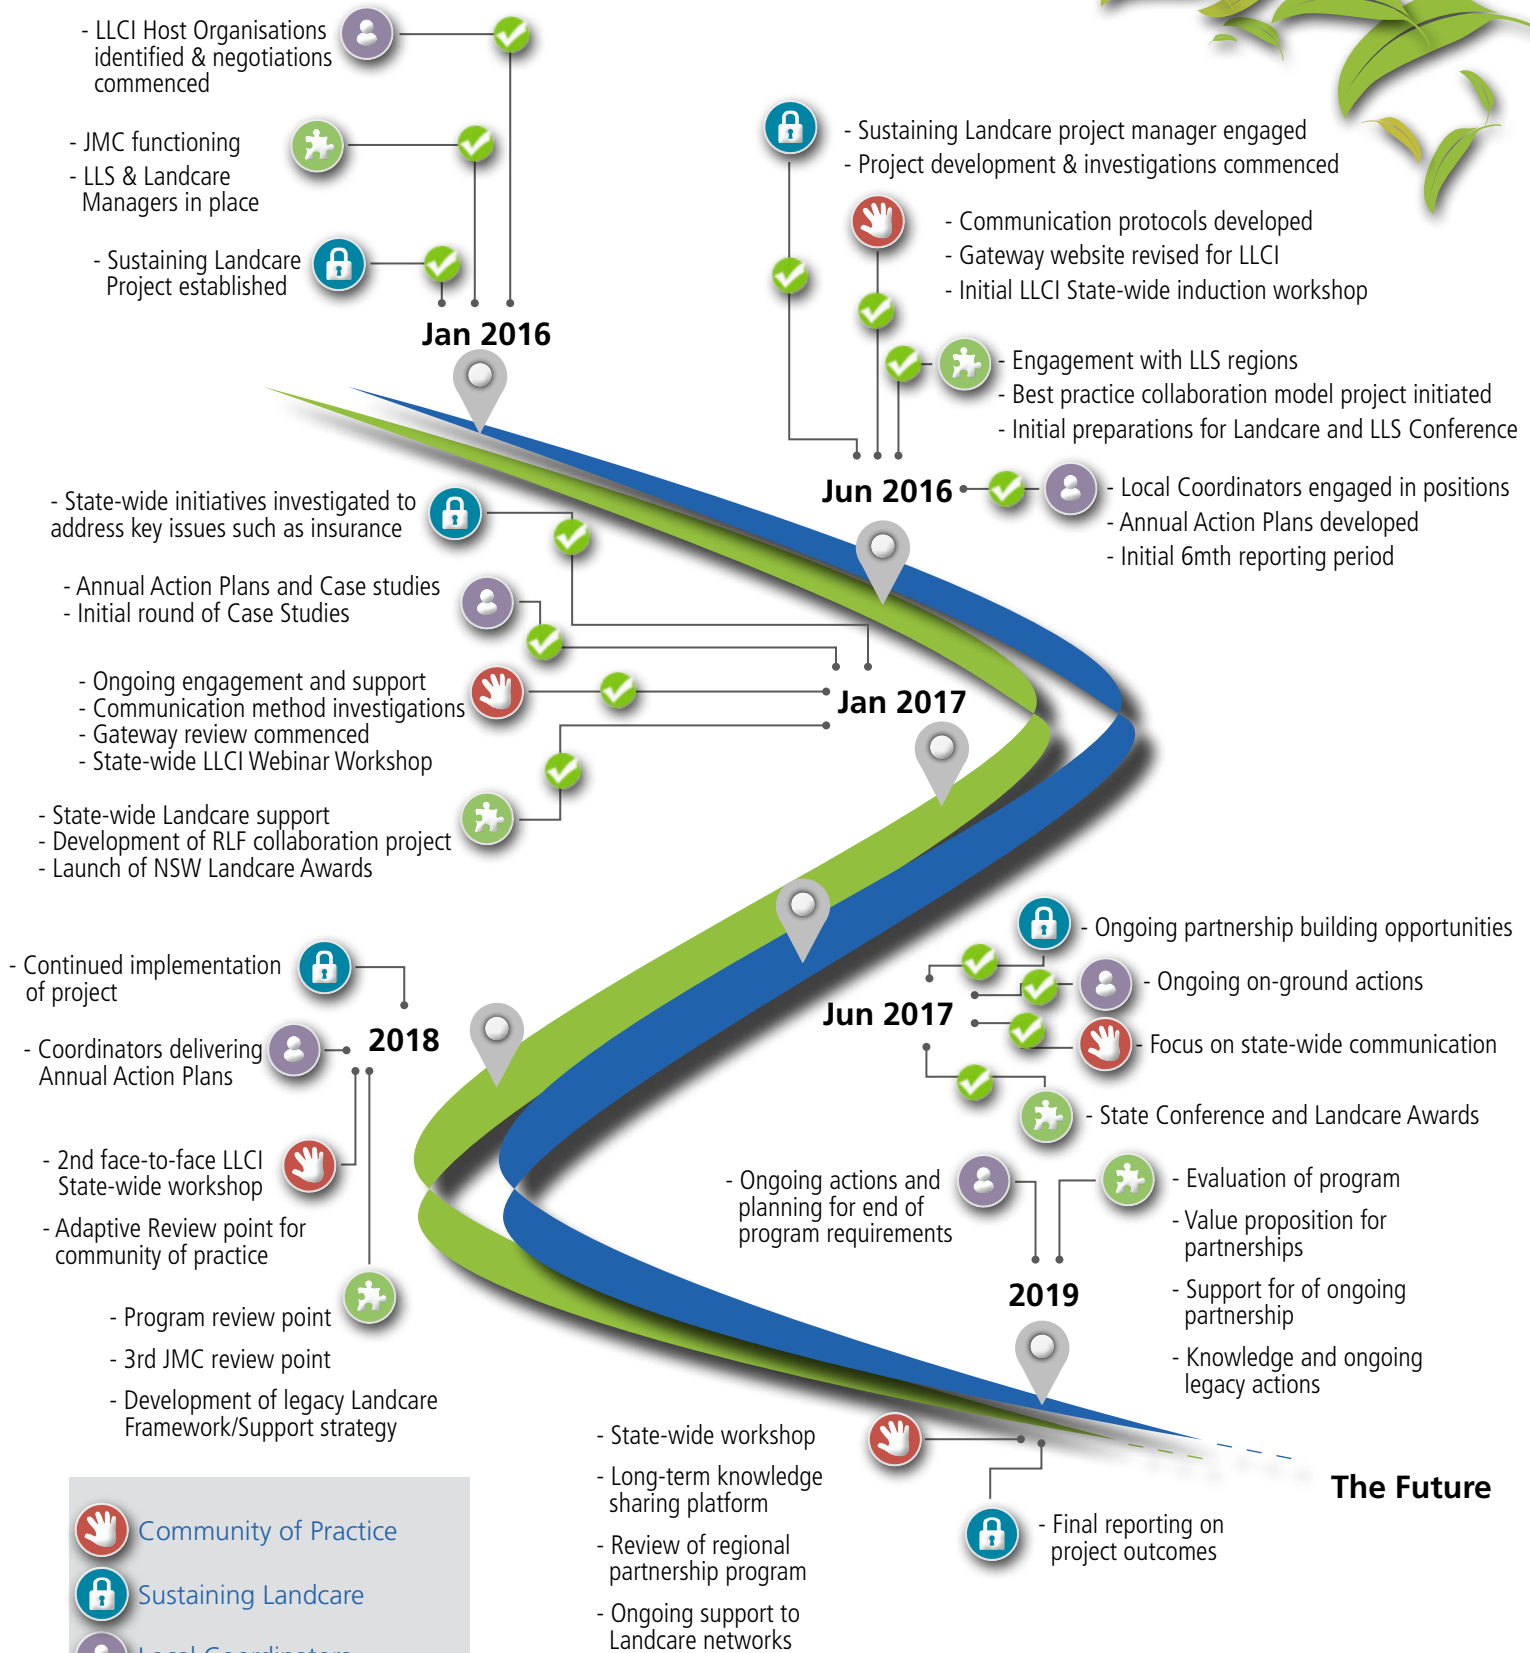 - LLCI Host Organisations
identified & negotiations
commenced
- JMC functioning
- LLS & Landcare
Managers in place
- Sustaining Landcare
Project established
Jan 2016
- Sustaining Landcare project manager engaged
- Project development & investigations commenced
- Communication protocols developed
- Gateway website revised for LLCI
- Initial LLCI State-wide induction workshop
- Engagement with LLS regions
- Best practice collaboration model project initiated
- Initial preparations for Landcare and LLS Conference
Jun 2016
- Local Coordinators engaged in positions
- Annual Action Plans developed
- Initial 6mth reporting period
- State-wide initiatives investigated to
address key issues such as insurance
- Annual Action Plans and Case studies
- Initial round of Case Studies
- Ongoing engagement and support
- Communication method investigations
- Gateway review commenced
- State-wide LLCI Webinar Workshop
- State-wide Landcare support
- Development of RLF collaboration project
- Launch of NSW Landcare Awards
Jan 2017
- Ongoing partnership building opportunities
- Ongoing on-ground actions
- Focus on state-wide communication
- State Conference and Landcare Awards
Jun 2017
- Continued implementation
of project
- Coordinators delivering
Annual Action Plans
2018
- 2nd face-to-face LLCI
State-wide workshop
- Adaptive Review point for
community of practice
- Program review point
- 3rd JMC review point
- Development of legacy Landcare
Framework/Support strategy
- Ongoing actions and
planning for end of
program requirements
- Evaluation of program
- Value proposition for
partnerships
- Support for of ongoing
partnership
- Knowledge and ongoing
legacy actions
2019
- State-wide workshop
- Long-term knowledge
sharing platform
- Review of regional
partnership program
- Ongoing support to
Landcare networks
- Final reporting on
project outcomes
The Future
Community of Practice
Sustaining Landcare
Local Coordinators